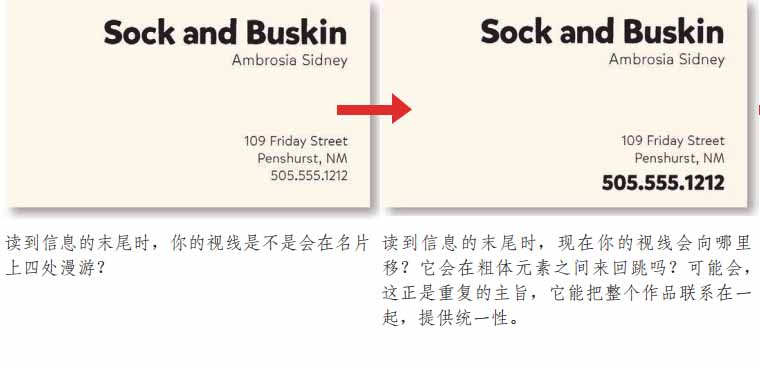 Sock and Buskin
Ambrosia Sidney
109 Friday Street
Penshurst, NM
505.555.1212
读到信息的末尾时，你的视线是不是会在名片
上四处漫游？
Sock and Buskin
Ambrosia Sidney
109 Friday Street
Penshurst, NM
505.555.1212
读到信息的末尾时，现在你的视线会向哪里
移？它会在粗体元素之间来回跳吗？可能会，
这正是重复的主旨，它能把整个作品联系在一
起，提供统一性。